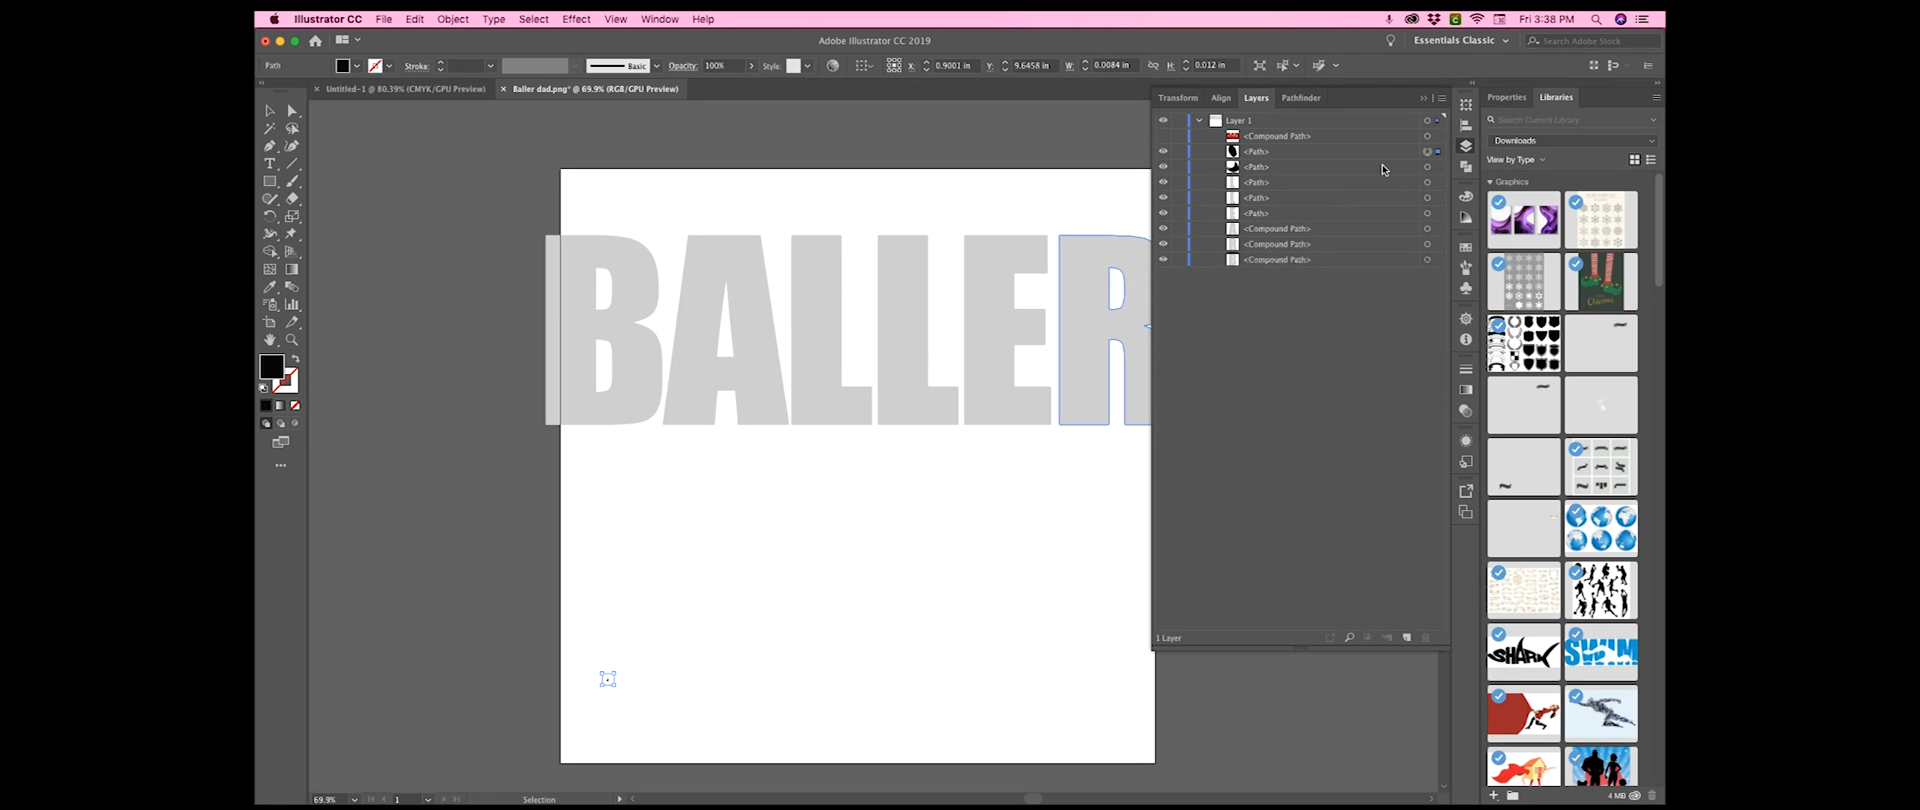 Illustrator CC File Edit Object Type Select Effect View Window Help Fri 3:38 PM
Adobe Illustrator CC 2019 Essentials Classic Search Adobe Stock
Path Stroke: Basic Opacity: 100% Style: X: 0.9001 in Y: 9.6458 in W: 0.0084 in H: 0.012 in
Untitled-1 @ 80.39% (CMYK/GPU Preview) Baller dad.png* @ 69.9% (RGB/GPU Preview)
Transform Align Layers Pathfinder Properties Libraries
Layer 1
Search Current Library
<Compound Path>
Downloads
<Path>
View by Type
<Path>
Graphics
<Path>
<Path>
<Path>
<Compound Path>
<Compound Path>
<Compound Path>
BALLER
1 Layer
SHARK SWIM
69.9% 1 Selection 4 MB